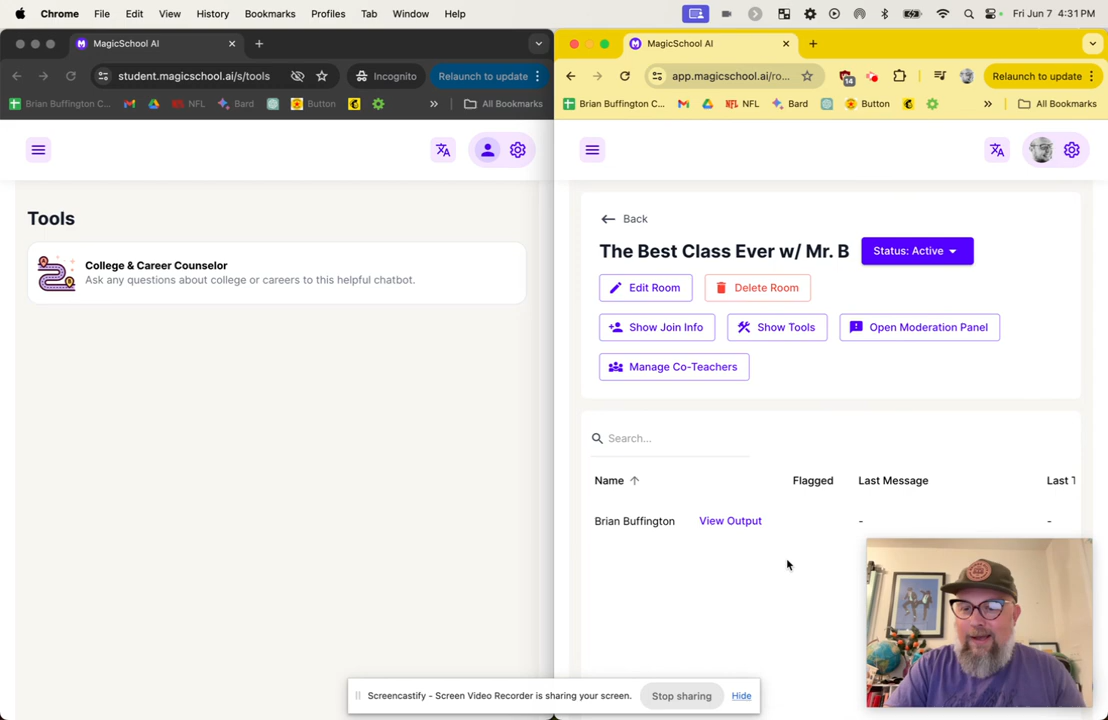 Chrome File Edit View History Bookmarks Profiles Tab Window Help Fri Jun 7 4:31 PM
MagicSchool AI
student.magicschool.ai/s/tools Incognito Relaunch to update
Brian Buffington C... NFL Bard Button » All Bookmarks
Tools
College & Career Counselor
Ask any questions about college or careers to this helpful chatbot.
MagicSchool AI
app.magicschool.ai/ro... 14 Relaunch to update
Brian Buffington C... NFL Bard Button » All Bookmarks
Back
The Best Class Ever w/ Mr. B Status: Active
Edit Room Delete Room
Show Join Info Show Tools Open Moderation Panel
Manage Co-Teachers
Search...
Name Flagged Last Message Last T
Brian Buffington View Output - -
Screencastify - Screen Video Recorder is sharing your screen. Stop sharing Hide